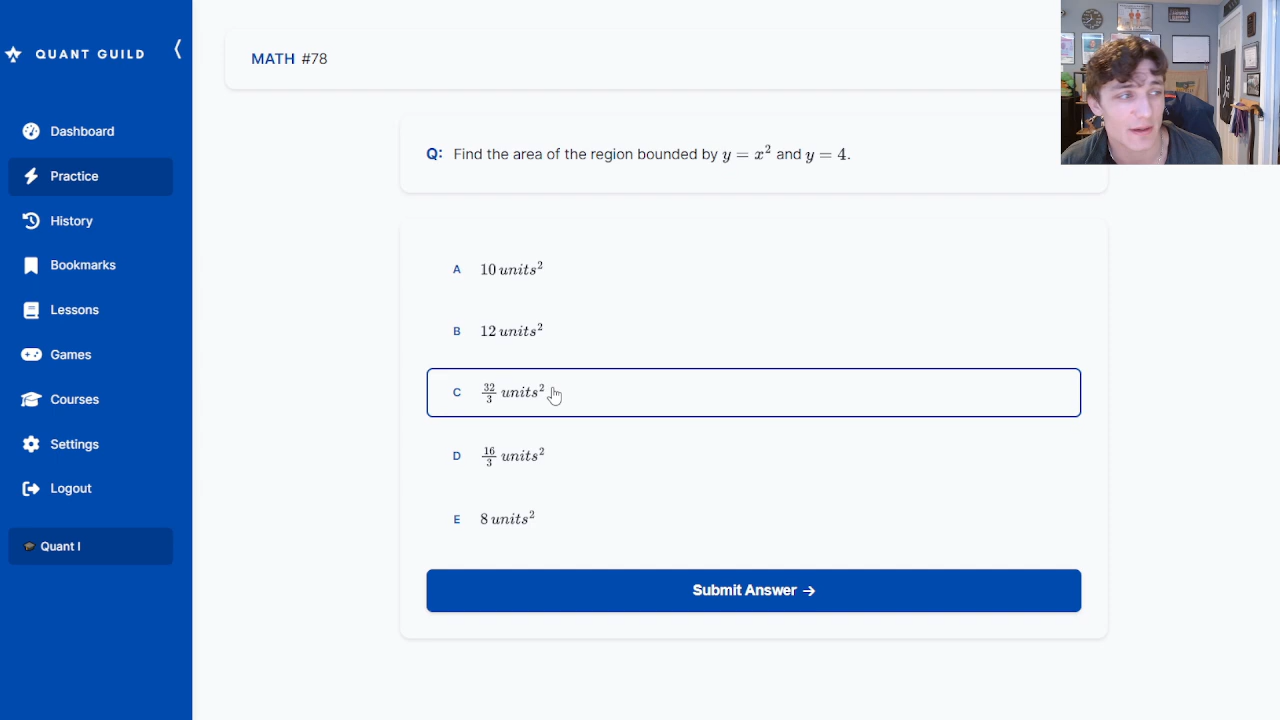 QUANT GUILD
Dashboard
Practice
History
Bookmarks
Lessons
Games
Courses
Settings
Logout
Quant I
MATH #78
Q: Find the area of the region bounded by y = x² and y = 4.
A 10 units²
B 12 units²
C 32/3 units²
D 16/3 units²
E 8 units²
Submit Answer →